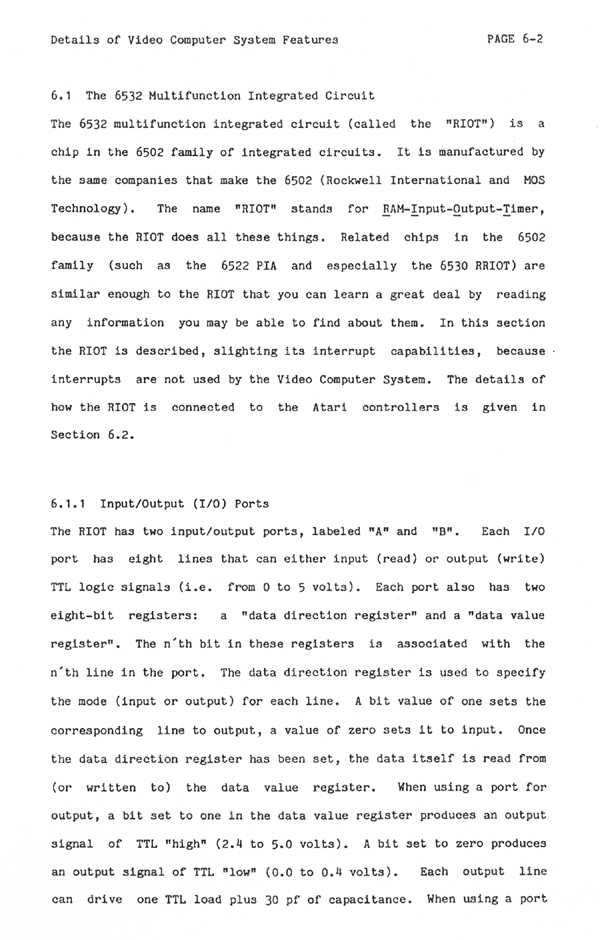 Details of Video Computer System Features PAGE 6-2
6.1 The 6532 Multifunction Integrated Circuit
The 6532 multifunction integrated circuit (called the "RIOT") is a
chip in the 6502 family of integrated circuits. It is manufactured by
the same companies that make the 6502 (Rockwell International and MOS
Technology). The name "RIOT" stands for RAM-Input-Output-Timer,
because the RIOT does all these things. Related chips in the 6502
family (such as the 6522 PIA and especially the 6530 RRIOT) are
similar enough to the RIOT that you can learn a great deal by reading
any information you may be able to find about them. In this section
the RIOT is described, slighting its interrupt capabilities, because
interrupts are not used by the Video Computer System. The details of
how the RIOT is connected to the Atari controllers is given in
Section 6.2.
6.1.1 Input/Output (I/O) Ports
The RIOT has two input/output ports, labeled "A" and "B". Each I/O
port has eight lines that can either input (read) or output (write)
TTL logic signals (i.e. from 0 to 5 volts). Each port also has two
eight-bit registers: a "data direction register" and a "data value
register". The n´th bit in these registers is associated with the
n´th line in the port. The data direction register is used to specify
the mode (input or output) for each line. A bit value of one sets the
corresponding line to output, a value of zero sets it to input. Once
the data direction register has been set, the data itself is read from
(or written to) the data value register. When using a port for
output, a bit set to one in the data value register produces an output
signal of TTL "high" (2.4 to 5.0 volts). A bit set to zero produces
an output signal of TTL "low" (0.0 to 0.4 volts). Each output line
can drive one TTL load plus 30 pf of capacitance. When using a port